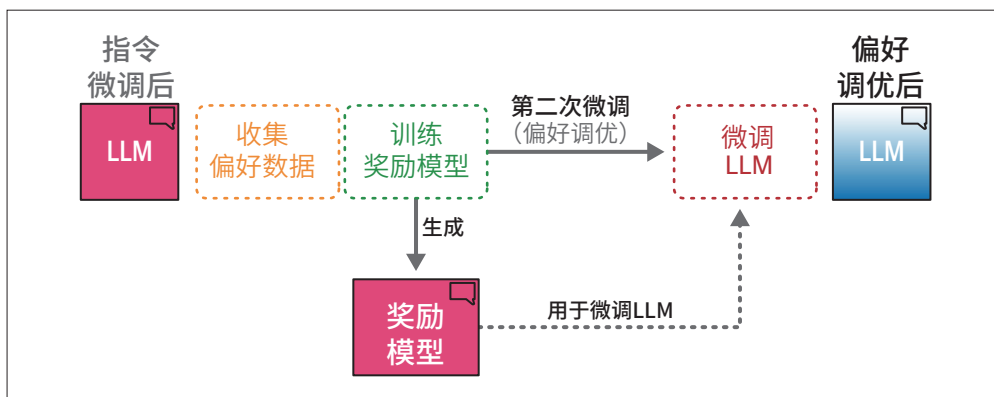 指令
微调后
LLM
收集
偏好数据
训练
奖励模型
第二次微调
（偏好调优）
微调
LLM
偏好
调优后
LLM
生成
奖励
模型
用于微调LLM